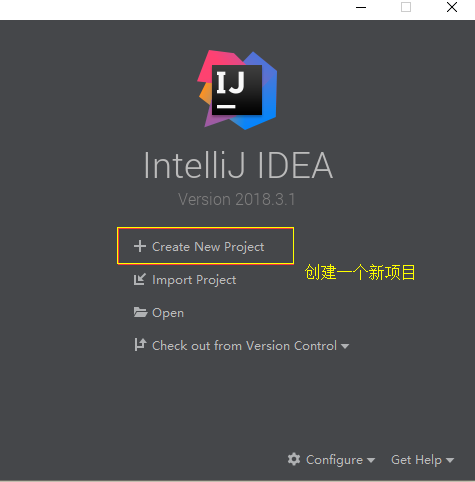 IJ
IntelliJ IDEA
Version 2018.3.1
Create New Project
创建一个新项目
Import Project
Open
Check out from Version Control
Configure
Get Help